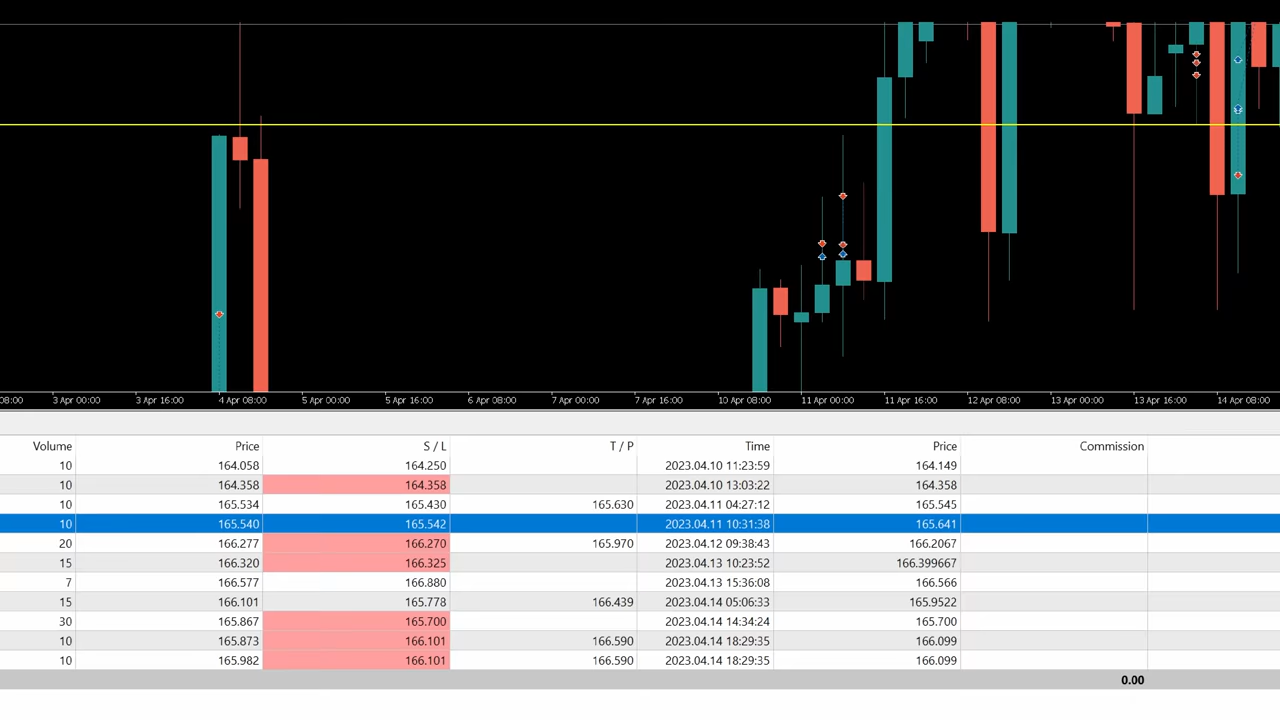 08:00 3 Apr 00:00 3 Apr 16:00 4 Apr 08:00 5 Apr 00:00 5 Apr 16:00 6 Apr 08:00 7 Apr 00:00 7 Apr 16:00 10 Apr 08:00 11 Apr 00:00 11 Apr 16:00 12 Apr 08:00 13 Apr 00:00 13 Apr 16:00 14 Apr 08:00
Volume Price S / L T / P Time Price Commission
10 164.058 164.250 2023.04.10 11:23:59 164.149
10 164.358 164.358 2023.04.10 13:03:22 164.358
10 165.534 165.430 165.630 2023.04.11 04:27:12 165.545
10 165.540 165.542 2023.04.11 10:31:38 165.641
20 166.277 166.270 165.970 2023.04.12 09:38:43 166.2067
15 166.320 166.325 2023.04.13 10:23:52 166.399667
7 166.577 166.880 2023.04.13 15:36:08 166.566
15 166.101 165.778 166.439 2023.04.14 05:06:33 165.9522
30 165.867 165.700 2023.04.14 14:34:24 165.700
10 165.873 166.101 166.590 2023.04.14 18:29:35 166.099
10 165.982 166.101 166.590 2023.04.14 18:29:35 166.099
0.00